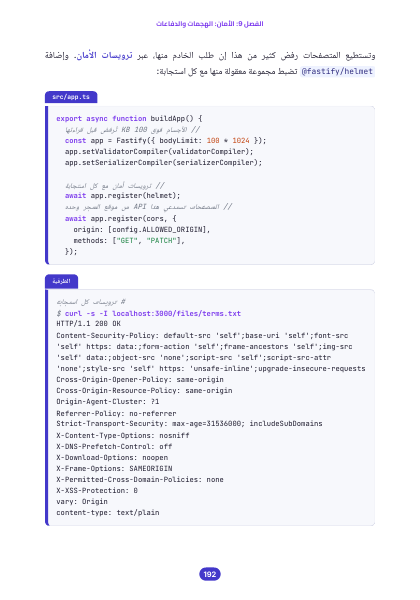 الفصل 9: الأمان: الهجمات والدفاعات
وتستطيع المتصفحات رفض كثير من هذا إن طلب الخادم منها، عبر ترويسات الأمان. وإضافة
@fastify/helmet تضبط مجموعة معقولة منها مع كل استجابة:
src/app.ts
export async function buildApp() {
// الأجسام فوق 100 KB تُرفض قبل قراءتها
const app = Fastify({ bodyLimit: 100 * 1024 });
app.setValidatorCompiler(validatorCompiler);
app.setSerializerCompiler(serializerCompiler);
// ترويسات أمان مع كل استجابة
await app.register(helmet);
// الصفحات تستدعي هذا API من موقع المتجر وحده
await app.register(cors, {
origin: [config.ALLOWED_ORIGIN],
methods: ["GET", "PATCH"],
});
الطرفية
# ترويسات كل استجابة
$ curl -s -I localhost:3000/files/terms.txt
HTTP/1.1 200 OK
Content-Security-Policy: default-src 'self';base-uri 'self';font-src
'self' https: data:;form-action 'self';frame-ancestors 'self';img-src
'self' data:;object-src 'none';script-src 'self';script-src-attr
'none';style-src 'self' https: 'unsafe-inline';upgrade-insecure-requests
Cross-Origin-Opener-Policy: same-origin
Cross-Origin-Resource-Policy: same-origin
Origin-Agent-Cluster: ?1
Referrer-Policy: no-referrer
Strict-Transport-Security: max-age=31536000; includeSubDomains
X-Content-Type-Options: nosniff
X-DNS-Prefetch-Control: off
X-Download-Options: noopen
X-Frame-Options: SAMEORIGIN
X-Permitted-Cross-Domain-Policies: none
X-XSS-Protection: 0
vary: Origin
content-type: text/plain
192